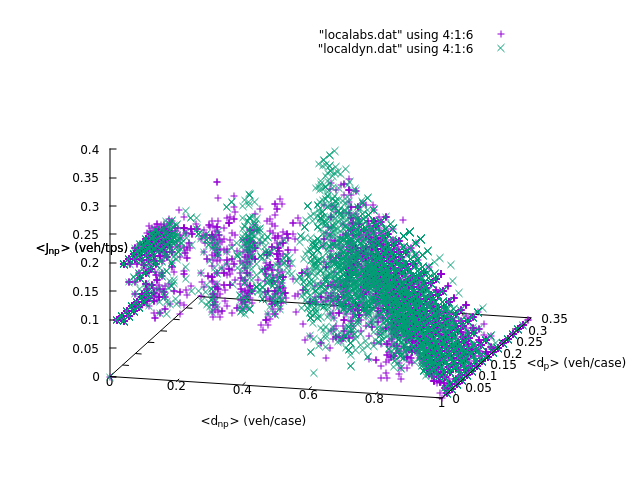 "localabs.dat" using 4:1:6
"localdyn.dat" using 4:1:6
0.4
0.35
0.3
0.25
<Jnp> (veh/tps)
0.2
0.15
0.1
0.05
0
0 0.2 0.4 0.6 0.8 1
<dnp> (veh/case)
0 0.05 0.1 0.15 0.2 0.25 0.3 0.35
<dp> (veh/case)